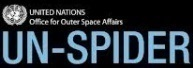 UNITED NATIONS
Office for Outer Space Affairs
UN-SPIDER